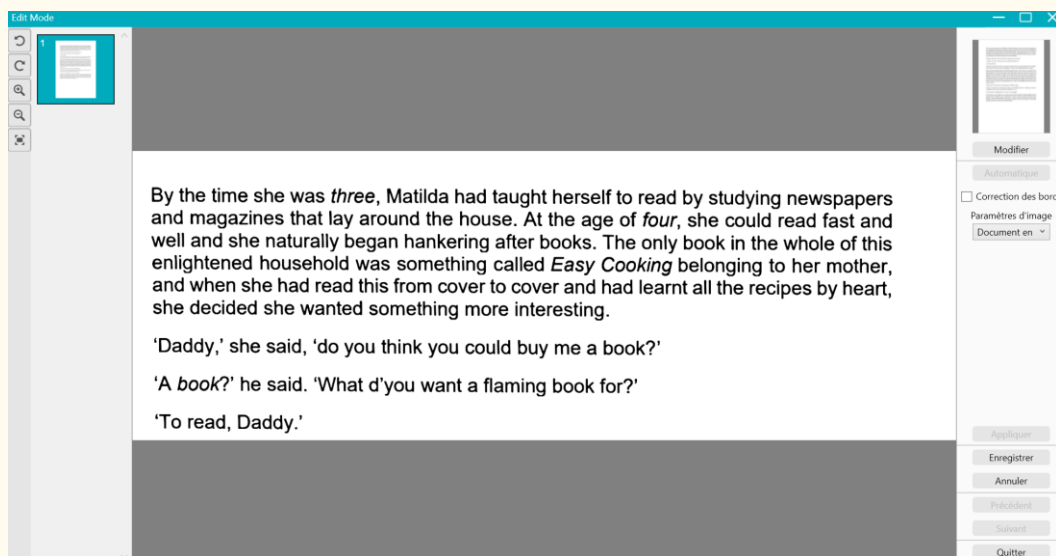 Edit Mode
1
By the time she was three, Matilda had taught herself to read by studying newspapers
and magazines that lay around the house. At the age of four, she could read fast and
well and she naturally began hankering after books. The only book in the whole of this
enlightened household was something called Easy Cooking belonging to her mother,
and when she had read this from cover to cover and had learnt all the recipes by heart,
she decided she wanted something more interesting.
‘Daddy,’ she said, ‘do you think you could buy me a book?’
‘A book?’ he said. ‘What d’you want a flaming book for?’
‘To read, Daddy.’
Modifier
Automatique
Correction des bord
Paramètres d'image
Document en
Appliquer
Enregistrer
Annuler
Précédent
Suivant
Quitter